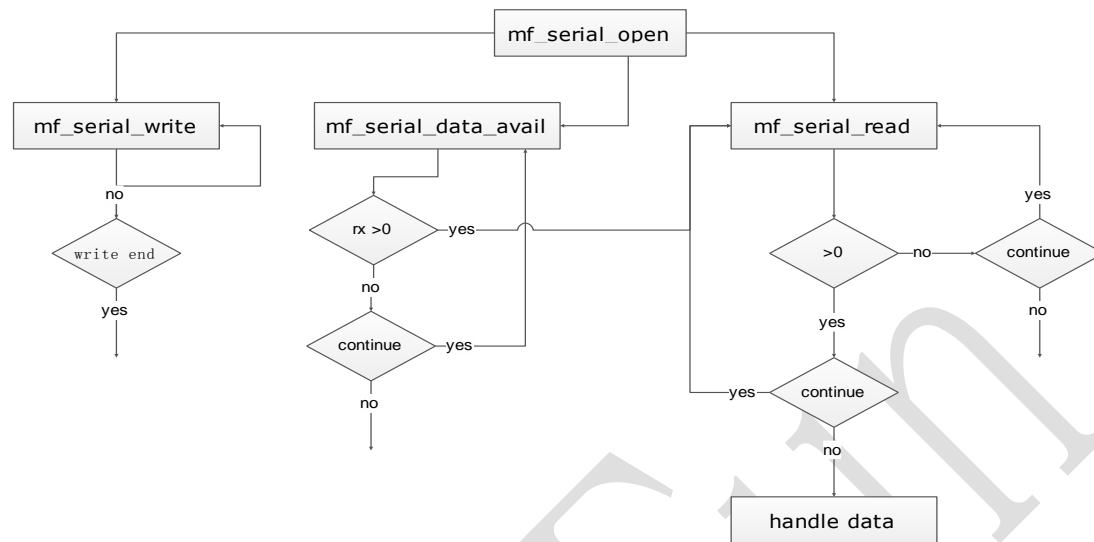 mf_serial_open
mf_serial_write
mf_serial_data_avail
mf_serial_read
no
write end
yes
rx >0
yes
no
continue
yes
no
>0
no
continue
yes
no
yes
continue
yes
no
handle data